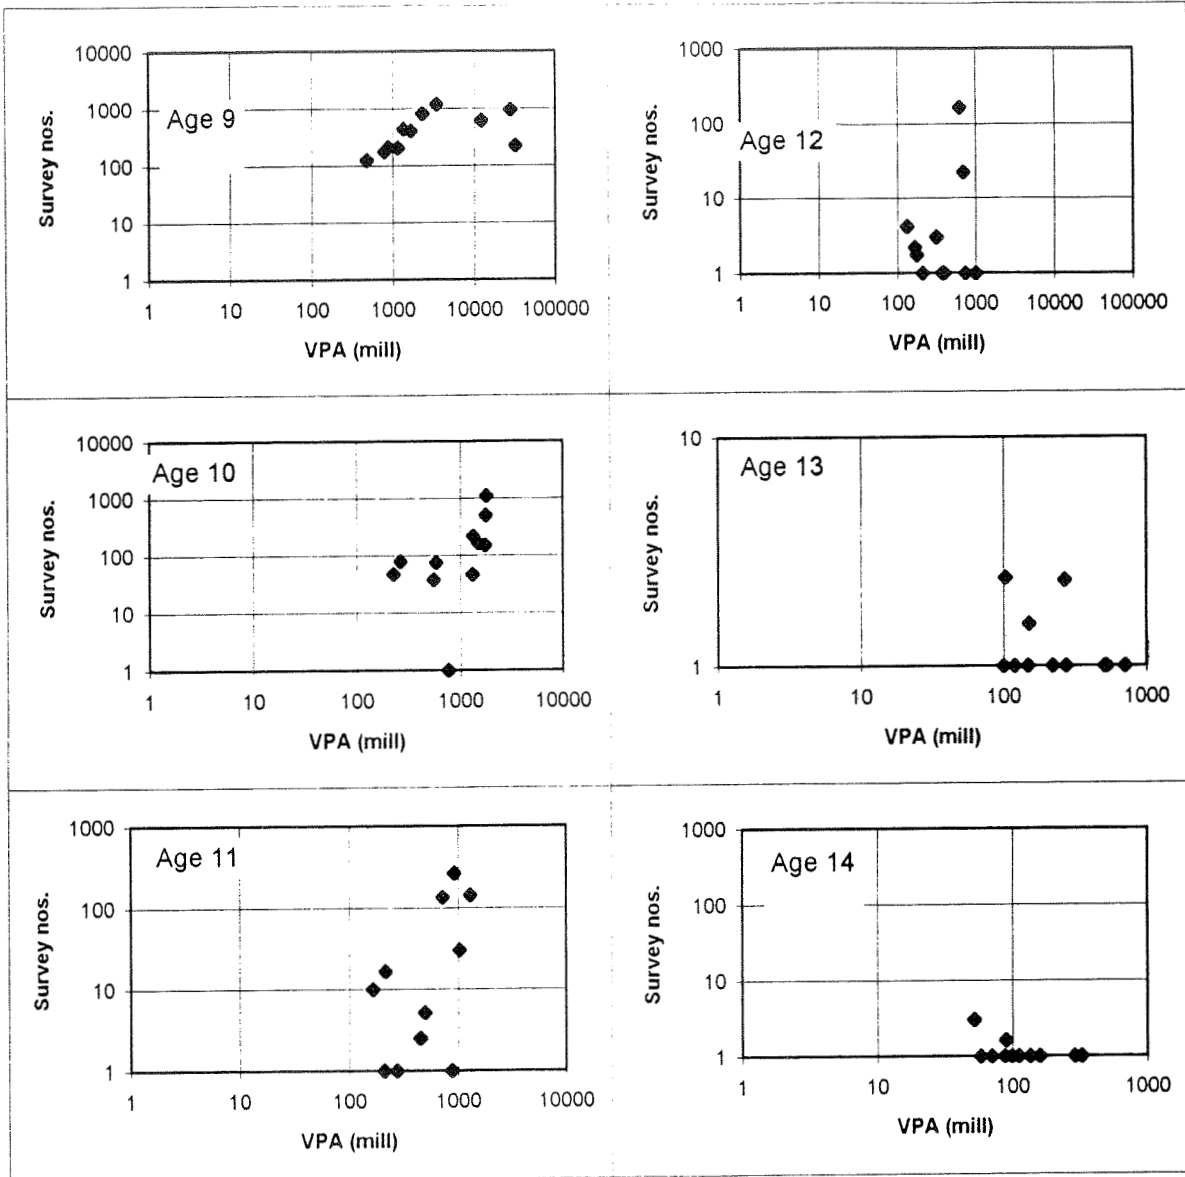 Age 9
Survey nos.
10000
1000
100
10
1
1 10 100 1000 10000 100000
VPA (mill)
Age 12
Survey nos.
1000
100
10
1
1 10 100 1000 10000 100000
VPA (mill)
Age 10
Survey nos.
10000
1000
100
10
1
1 10 100 1000 10000
VPA (mill)
Age 13
Survey nos.
10
1
1 10 100 1000
VPA (mill)
Age 11
Survey nos.
1000
100
10
1
1 10 100 1000 10000
VPA (mill)
Age 14
Survey nos.
1000
100
10
1
1 10 100 1000
VPA (mill)